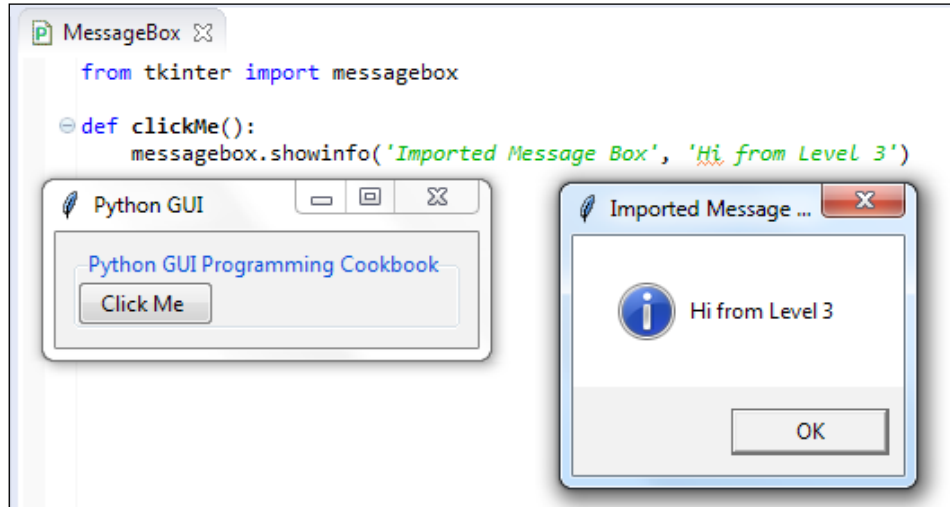 MessageBox
from tkinter import messagebox
def clickMe():
messagebox.showinfo('Imported Message Box', 'Hi from Level 3')
Python GUI
Python GUI Programming Cookbook
Click Me
Imported Message ...
Hi from Level 3
OK